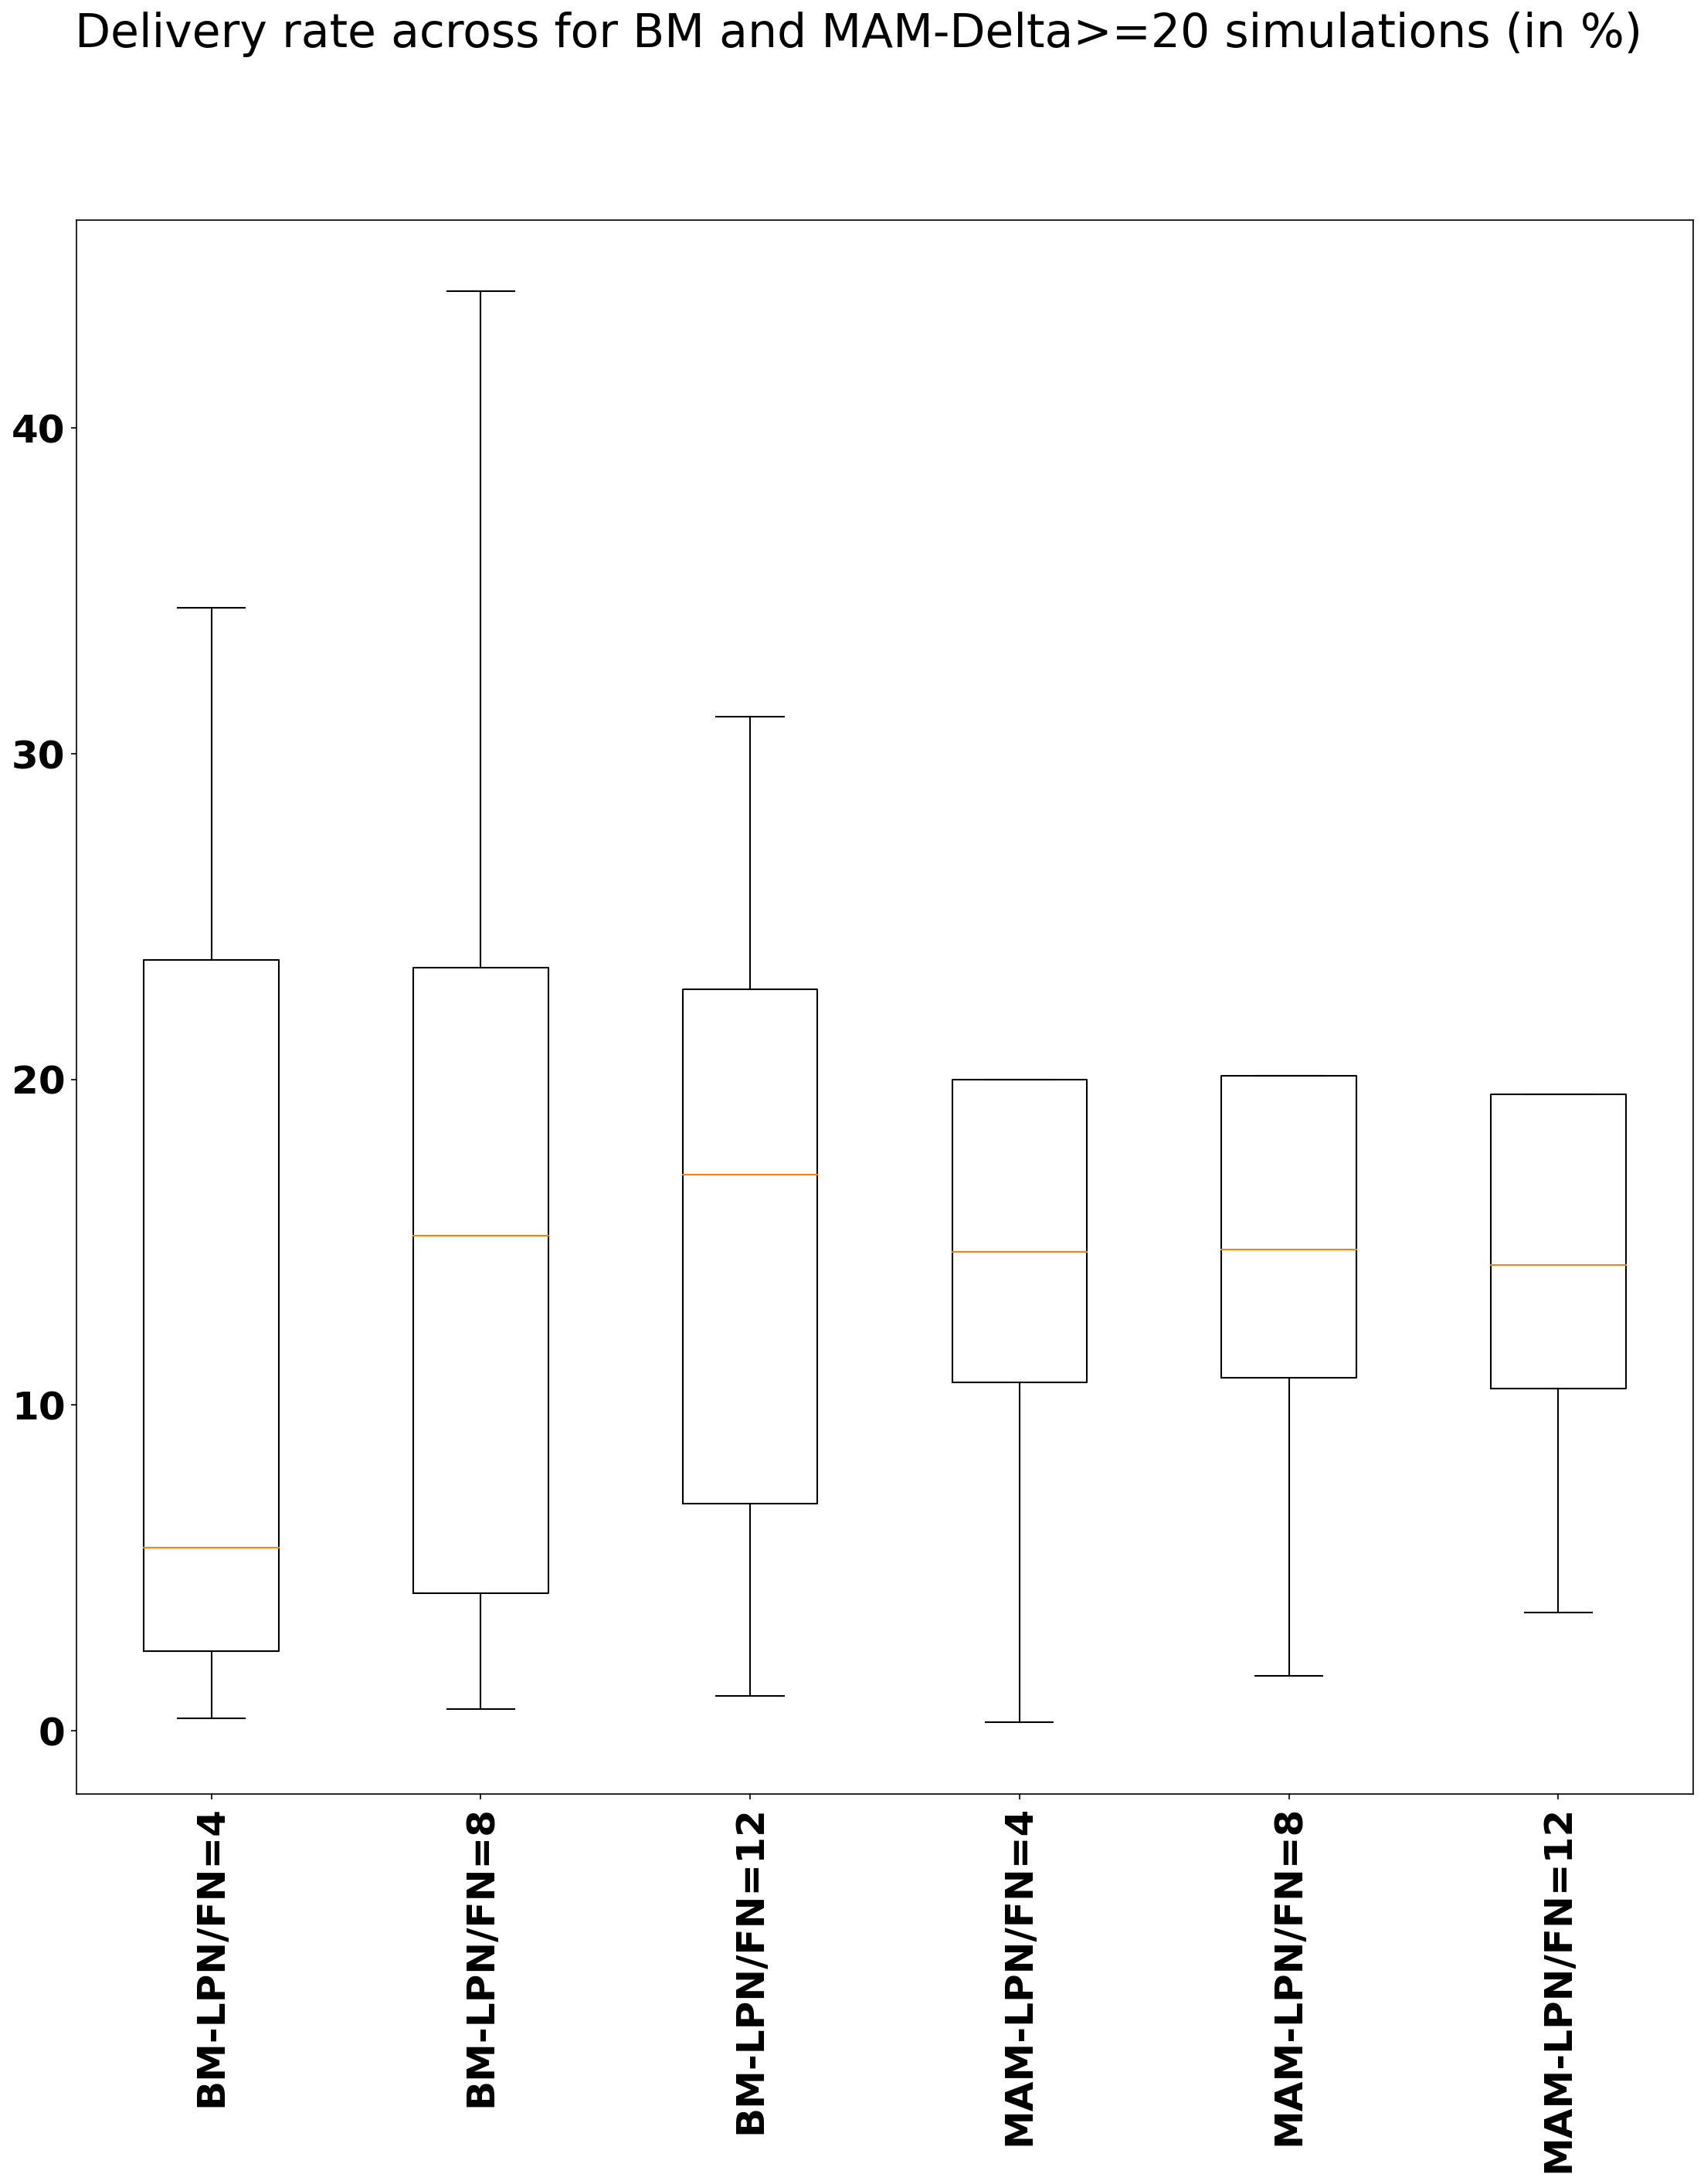 Delivery rate across for BM and MAM-Delta>=20 simulations (in %)
40
30
20
10
0
BM-LPN/FN=4
BM-LPN/FN=8
BM-LPN/FN=12
MAM-LPN/FN=4
MAM-LPN/FN=8
MAM-LPN/FN=12